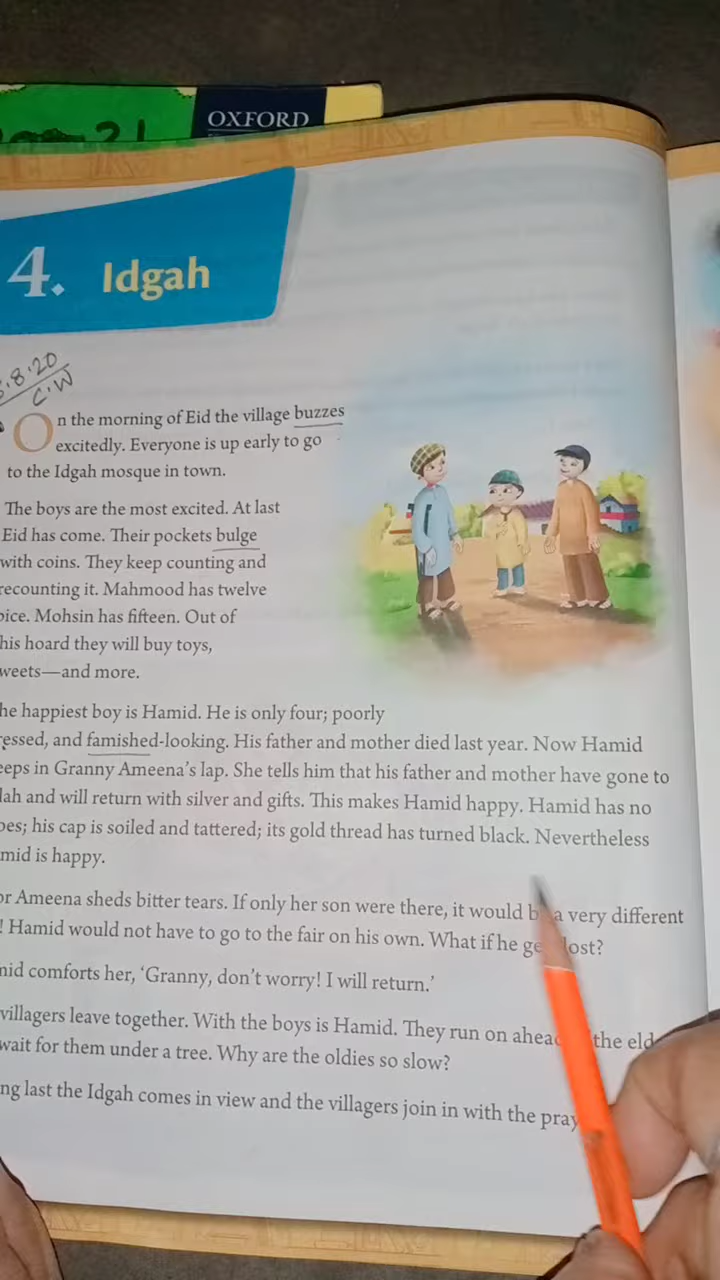 OXFORD
4. Idgah
8.20
C.W
On the morning of Eid the village buzzes
excitedly. Everyone is up early to go
to the Idgah mosque in town.
The boys are the most excited. At last
Eid has come. Their pockets bulge
with coins. They keep counting and
recounting it. Mahmood has twelve
pice. Mohsin has fifteen. Out of
his hoard they will buy toys,
weets—and more.
he happiest boy is Hamid. He is only four; poorly
ressed, and famished-looking. His father and mother died last year. Now Hamid
eeps in Granny Ameena's lap. She tells him that his father and mother have gone to
lah and will return with silver and gifts. This makes Hamid happy. Hamid has no
oes; his cap is soiled and tattered; its gold thread has turned black. Nevertheless
mid is happy.
or Ameena sheds bitter tears. If only her son were there, it would b a very different
! Hamid would not have to go to the fair on his own. What if he ge lost?
mid comforts her, 'Granny, don't worry! I will return.'
villagers leave together. With the boys is Hamid. They run on ahea the eld
wait for them under a tree. Why are the oldies so slow?
ng last the Idgah comes in view and the villagers join in with the pray